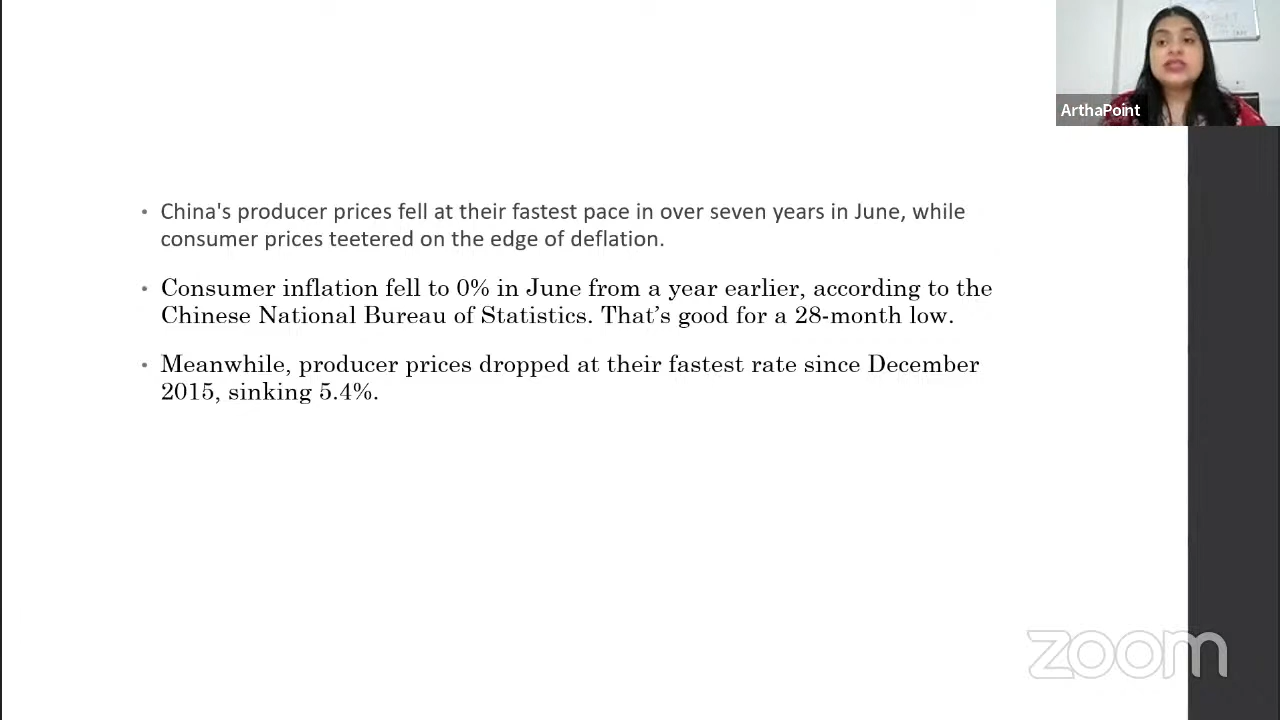 ArthaPoint
• China's producer prices fell at their fastest pace in over seven years in June, while
consumer prices teetered on the edge of deflation.
• Consumer inflation fell to 0% in June from a year earlier, according to the
Chinese National Bureau of Statistics. That’s good for a 28-month low.
• Meanwhile, producer prices dropped at their fastest rate since December
2015, sinking 5.4%.
zoom